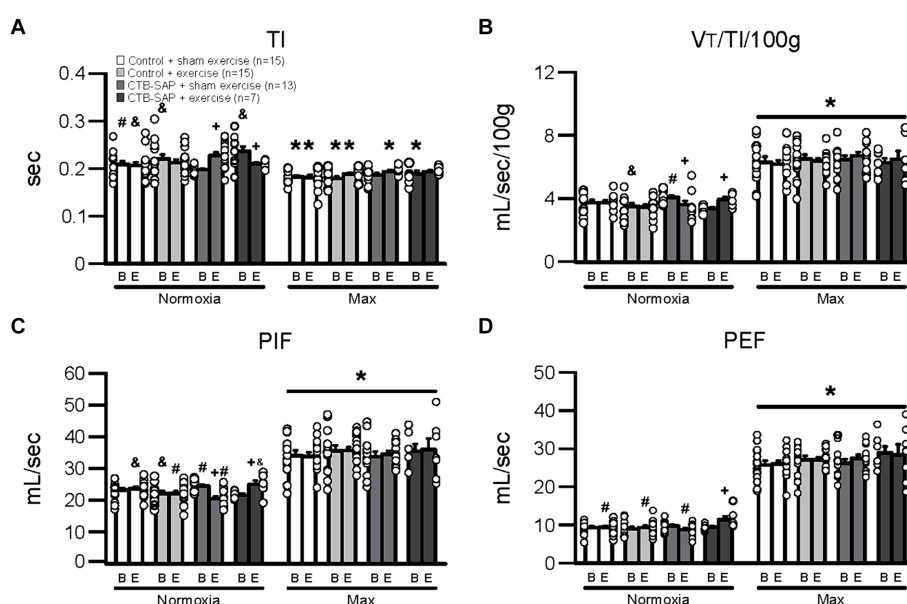 A
TI
Control + sham exercise (n=15)
Control + exercise (n=15)
CTB-SAP + sham exercise (n=13)
CTB-SAP + exercise (n=7)
sec
0.4
0.3
0.2
0.1
0
# & & + & +
** ** * *
B E B E B E B E B E B E B E B E
Normoxia Max
B
VT/TI/100g
mL/sec/100g
12
8
4
0
& # + +
*
B E B E B E B E B E B E B E B E
Normoxia Max
C
PIF
mL/sec
60
50
40
30
20
10
0
& & # # + # + &
*
B E B E B E B E B E B E B E B E
Normoxia Max
D
PEF
mL/sec
50
40
30
20
10
0
# # # +
*
B E B E B E B E B E B E B E B E
Normoxia Max